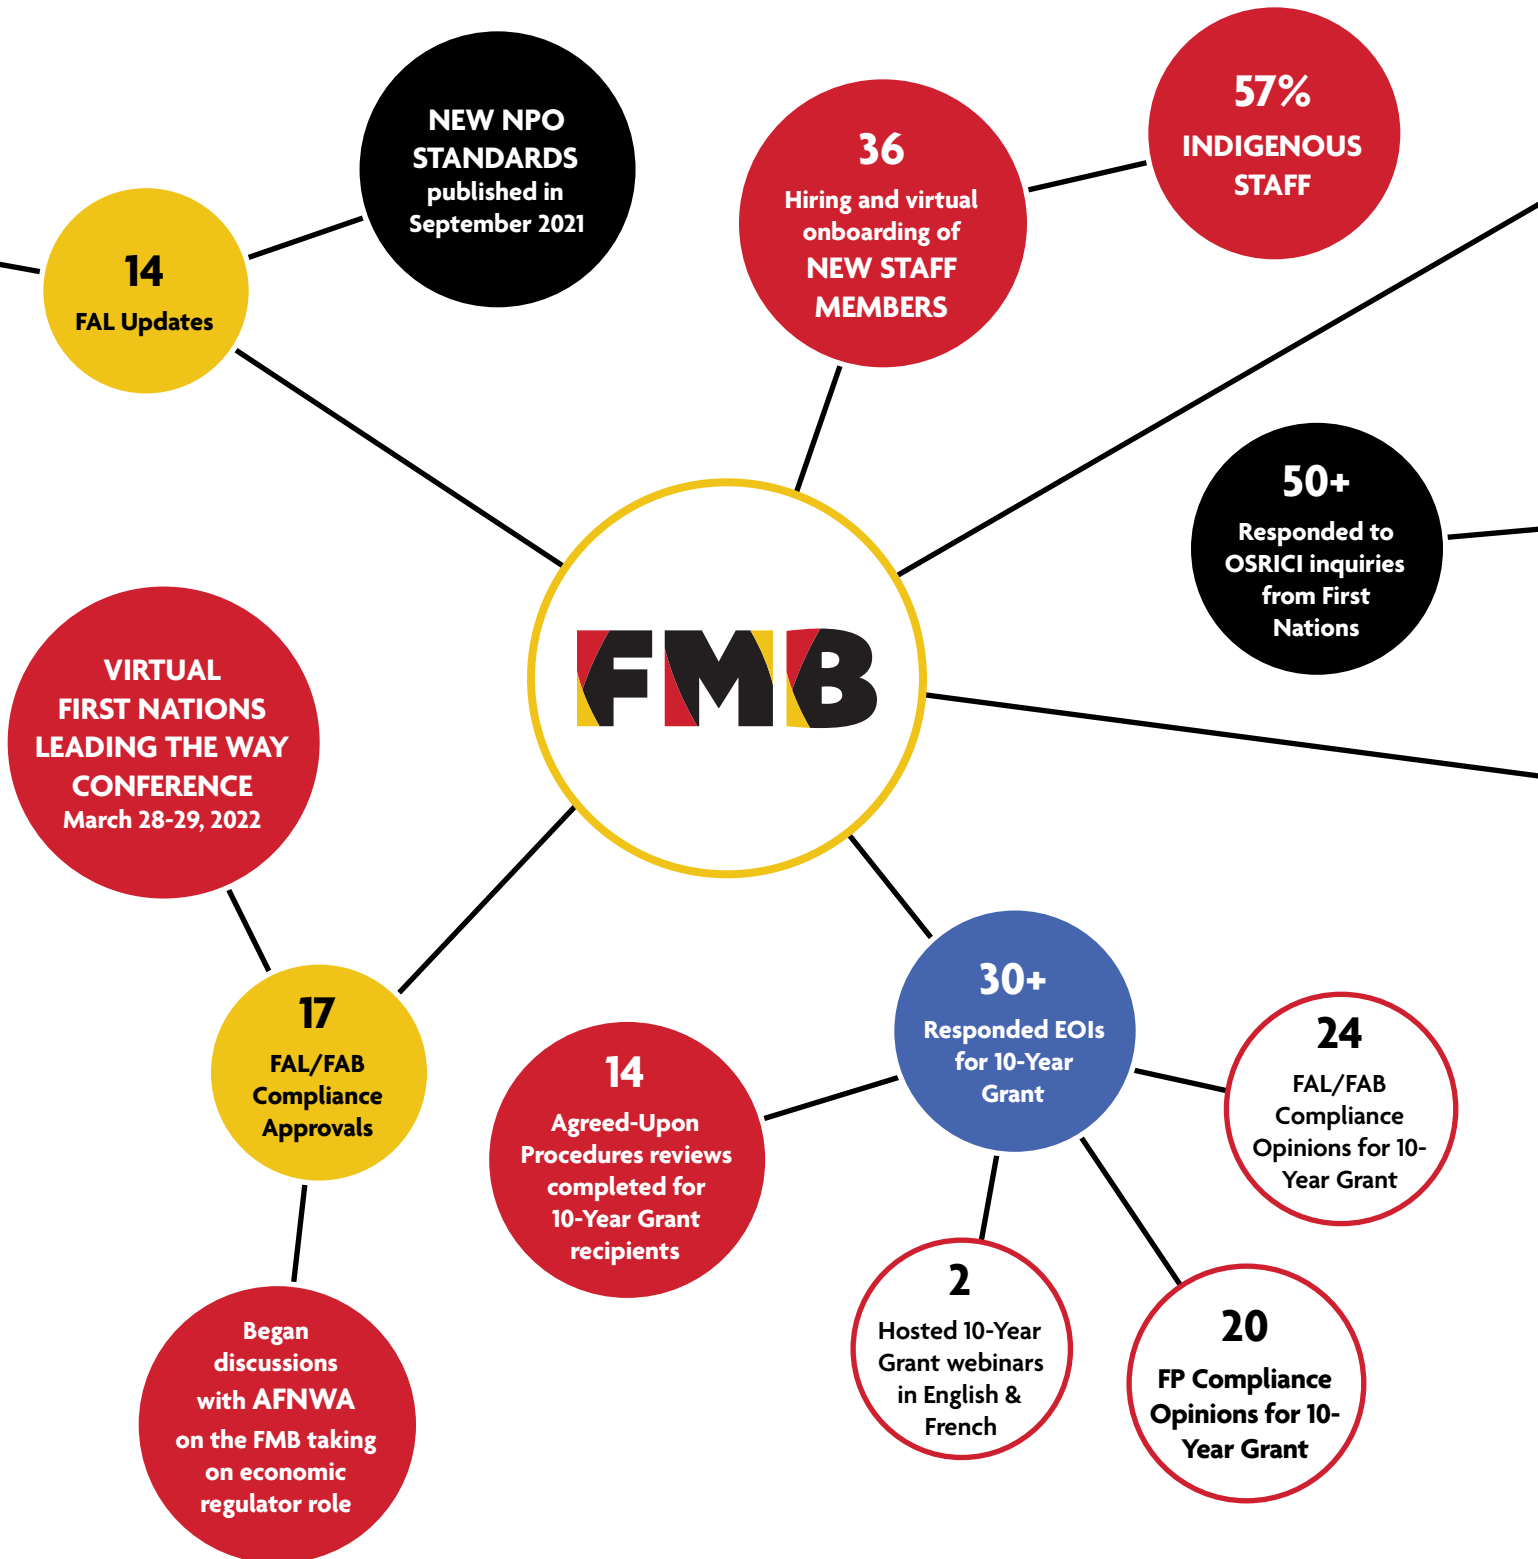 NEW NPO
STANDARDS
published in
September 2021
14
FAL Updates
36
Hiring and virtual
onboarding of
NEW STAFF
MEMBERS
57%
INDIGENOUS
STAFF
50+
Responded to
OSRICI inquiries
from First
Nations
FMB
VIRTUAL
FIRST NATIONS
LEADING THE WAY
CONFERENCE
March 28-29, 2022
17
FAL/FAB
Compliance
Approvals
Began
discussions
with AFNWA
on the FMB taking
on economic
regulator role
30+
Responded EOIs
for 10-Year
Grant
14
Agreed-Upon
Procedures reviews
completed for
10-Year Grant
recipients
2
Hosted 10-Year
Grant webinars
in English &
French
20
FP Compliance
Opinions for 10-
Year Grant
24
FAL/FAB
Compliance
Opinions for 10-
Year Grant